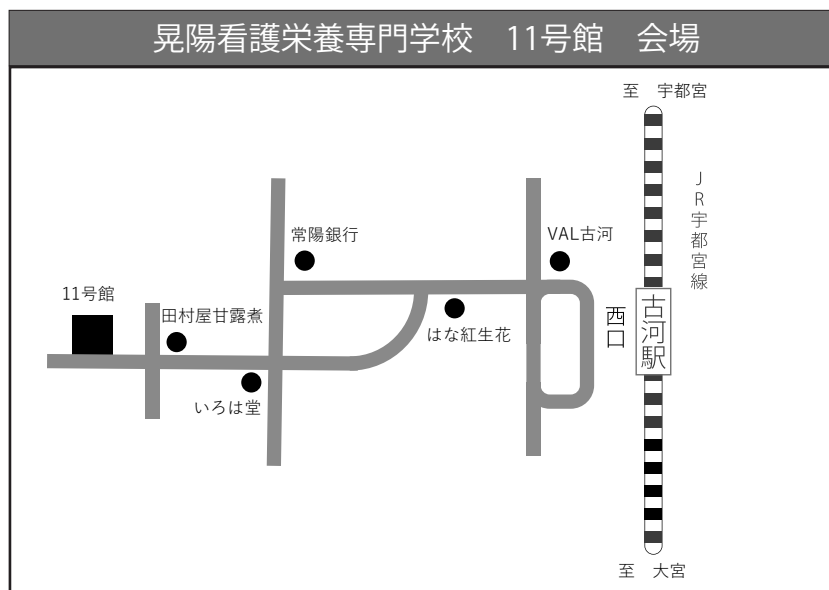 晃陽看護栄養専門学校　11号館　会場
至　宇都宮
JR宇都宮線
常陽銀行
VAL古河
11号館
田村屋甘露煮
はな紅生花
西口
古河駅
いろは堂
至　大宮